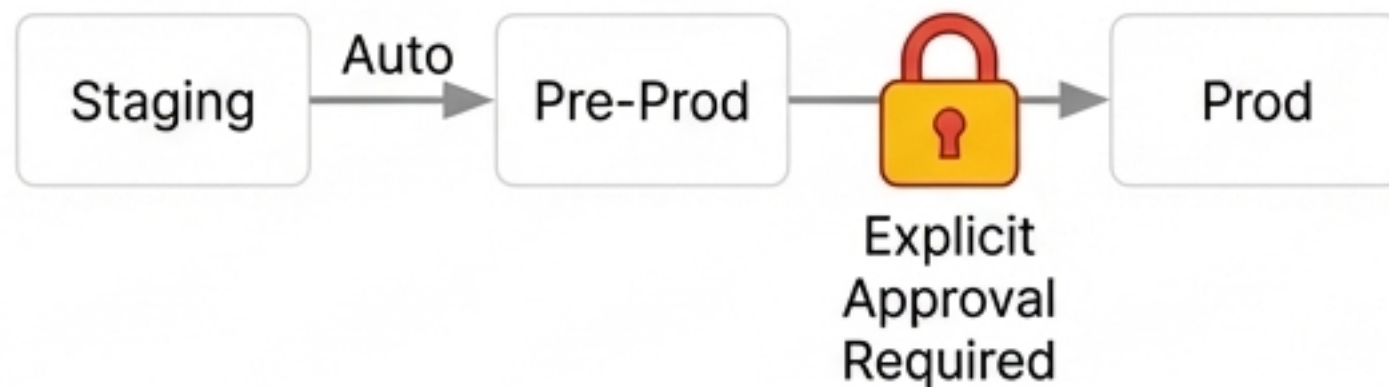 Auto
Staging
Pre-Prod
Prod
Explicit
Approval
Required